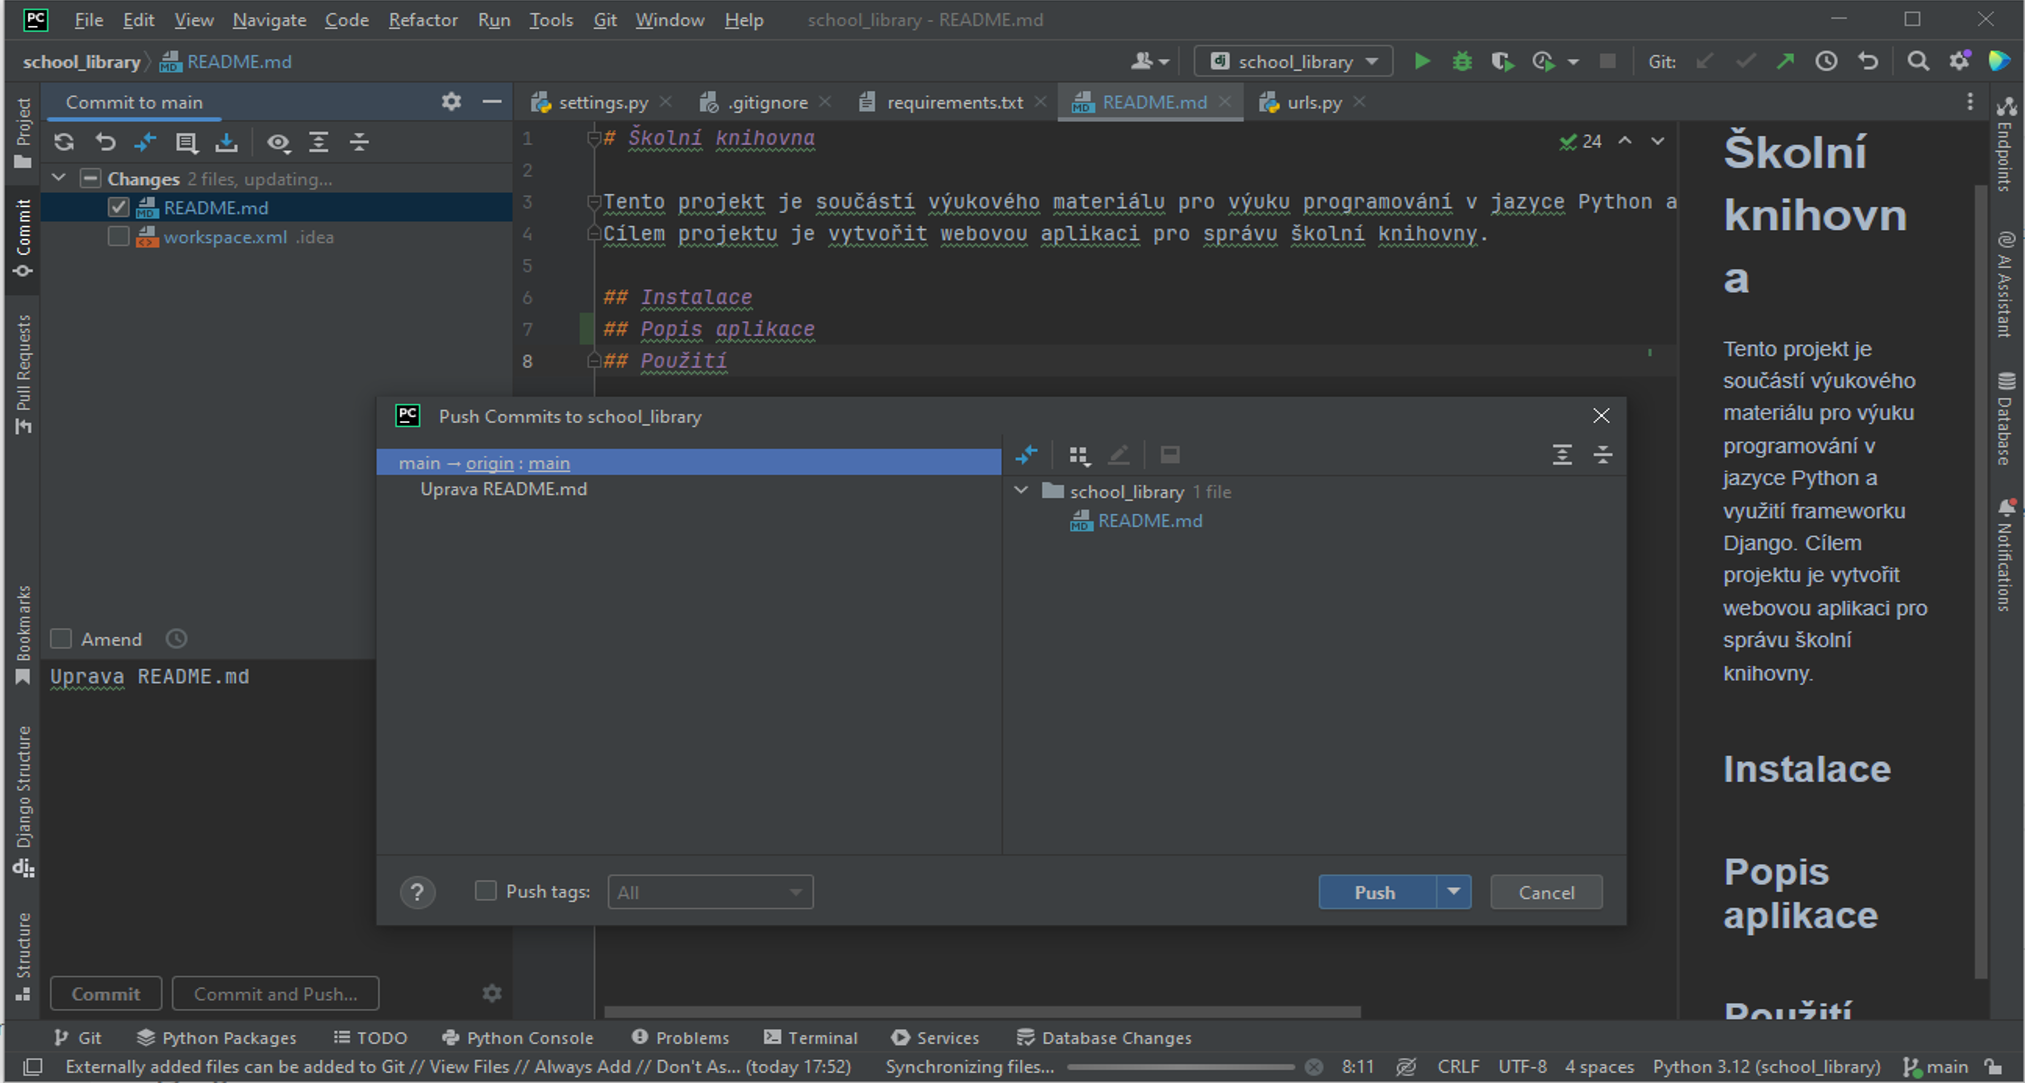 PC File Edit View Navigate Code Refactor Run Tools Git Window Help school_library - README.md
school_library README.md
dj school_library Git:
Commit to main
settings.py .gitignore requirements.txt README.md urls.py
Project
Commit
Pull Requests
Bookmarks
Django Structure
Structure
Changes 2 files, updating...
README.md
workspace.xml .idea
Amend
Uprava README.md
Commit Commit and Push...
24
1 # Školní knihovna
2
3 Tento projekt je součástí výukového materiálu pro výuku programování v jazyce Python a
4 Cílem projektu je vytvořit webovou aplikaci pro správu školní knihovny.
5
6 ## Instalace
7 ## Popis aplikace
8 ## Použití
PC Push Commits to school_library
main → origin : main
Uprava README.md
school_library 1 file
README.md
? Push tags: All
Push Cancel
Školní
knihovn
a
Tento projekt je
součástí výukového
materiálu pro výuku
programování v
jazyce Python a
využití frameworku
Django. Cílem
projektu je vytvořit
webovou aplikaci pro
správu školní
knihovny.
Instalace
Popis
aplikace
Použití
Endpoints
AI Assistant
Database
Notifications
Git Python Packages TODO Python Console Problems Terminal Services Database Changes
Externally added files can be added to Git // View Files // Always Add // Don't As... (today 17:52) Synchronizing files... 8:11 CRLF UTF-8 4 spaces Python 3.12 (school_library) main